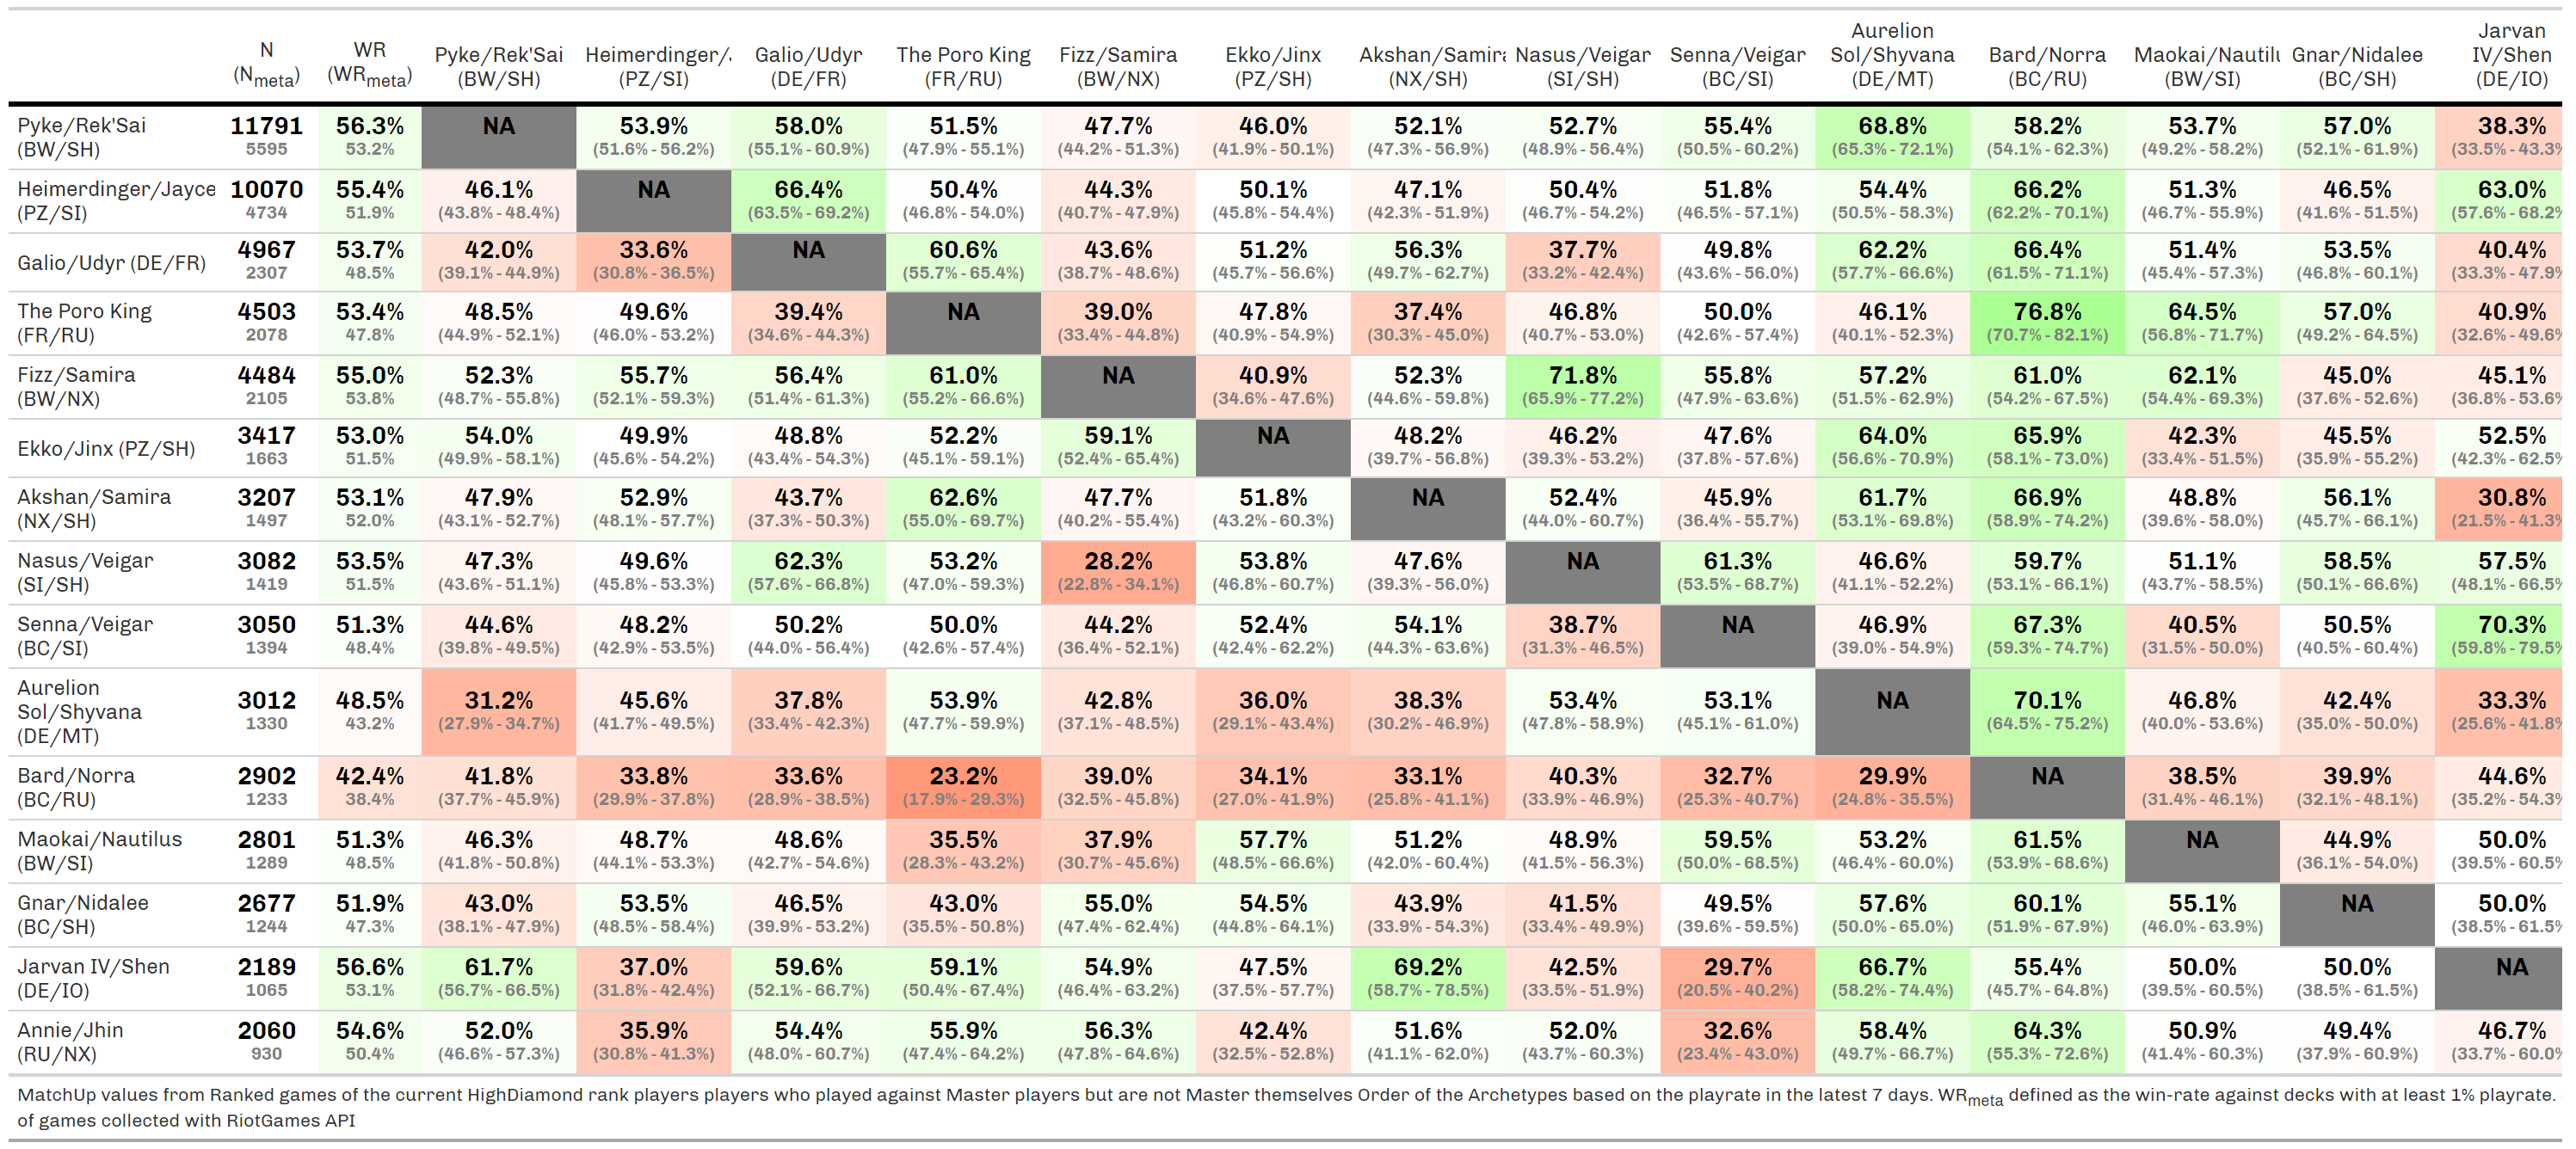 N WR Pyke/Rek'Sai Heimerdinger/ Galio/Udyr The Poro King Fizz/Samira Ekko/Jinx Akshan/Samira Nasus/Veigar Senna/Veigar Aurelion Sol/Shyvana Bard/Norra Maokai/Nautilu Gnar/Nidalee Jarvan IV/Shen
(Nmeta) (WRmeta) (BW/SH) (PZ/SI) (DE/FR) (FR/RU) (BW/NX) (PZ/SH) (NX/SH) (SI/SH) (BC/SI) (DE/MT) (BC/RU) (BW/SI) (BC/SH) (DE/IO)
Pyke/Rek'Sai 11791 56.3% NA 53.9% 58.0% 51.5% 47.7% 46.0% 52.1% 52.7% 55.4% 68.8% 58.2% 53.7% 57.0% 38.3%
(BW/SH) 5595 53.2% (51.6% - 56.2%) (55.1% - 60.9%) (47.9% - 55.1%) (44.2% - 51.3%) (41.9% - 50.1%) (47.3% - 56.9%) (48.9% - 56.4%) (50.5% - 60.2%) (65.3% - 72.1%) (54.1% - 62.3%) (49.2% - 58.2%) (52.1% - 61.9%) (33.5% - 43.3%
Heimerdinger/Jayce 10070 55.4% 46.1% NA 66.4% 50.4% 44.3% 50.1% 47.1% 50.4% 51.8% 54.4% 66.2% 51.3% 46.5% 63.0%
(PZ/SI) 4734 51.9% (43.8% - 48.4%) (63.5% - 69.2%) (46.8% - 54.0%) (40.7% - 47.9%) (45.8% - 54.4%) (42.3% - 51.9%) (46.7% - 54.2%) (46.5% - 57.1%) (50.5% - 58.3%) (62.2% - 70.1%) (46.7% - 55.9%) (41.6% - 51.5%) (57.6% - 68.2%
Galio/Udyr (DE/FR) 4967 53.7% 42.0% 33.6% NA 60.6% 43.6% 51.2% 56.3% 37.7% 49.8% 62.2% 66.4% 51.4% 53.5% 40.4%
2307 48.5% (39.1% - 44.9%) (30.8% - 36.5%) (55.7% - 65.4%) (38.7% - 48.6%) (45.7% - 56.6%) (49.7% - 62.7%) (33.2% - 42.4%) (43.6% - 56.0%) (57.7% - 66.6%) (61.5% - 71.1%) (45.4% - 57.3%) (46.8% - 60.1%) (33.3% - 47.9%
The Poro King 4503 53.4% 48.5% 49.6% 39.4% NA 39.0% 47.8% 37.4% 46.8% 50.0% 46.1% 76.8% 64.5% 57.0% 40.9%
(FR/RU) 2078 47.8% (44.9% - 52.1%) (46.0% - 53.2%) (34.6% - 44.3%) (33.4% - 44.8%) (40.9% - 54.9%) (30.3% - 45.0%) (40.7% - 53.0%) (42.6% - 57.4%) (40.1% - 52.3%) (70.7% - 82.1%) (56.8% - 71.7%) (49.2% - 64.5%) (32.6% - 49.6%
Fizz/Samira 4484 55.0% 52.3% 55.7% 56.4% 61.0% NA 40.9% 52.3% 71.8% 55.8% 57.2% 61.0% 62.1% 45.0% 45.1%
(BW/NX) 2105 53.8% (48.7% - 55.8%) (52.1% - 59.3%) (51.4% - 61.3%) (55.2% - 66.6%) (34.6% - 47.6%) (44.6% - 59.8%) (65.9% - 77.2%) (47.9% - 63.6%) (51.5% - 62.9%) (54.2% - 67.5%) (54.4% - 69.3%) (37.6% - 52.6%) (36.8% - 53.6%
Ekko/Jinx (PZ/SH) 3417 53.0% 54.0% 49.9% 48.8% 52.2% 59.1% NA 48.2% 46.2% 47.6% 64.0% 65.9% 42.3% 45.5% 52.5%
1663 51.5% (49.9% - 58.1%) (45.6% - 54.2%) (43.4% - 54.3%) (45.1% - 59.1%) (52.4% - 65.4%) (39.7% - 56.8%) (39.3% - 53.2%) (37.8% - 57.6%) (56.6% - 70.9%) (58.1% - 73.0%) (33.4% - 51.5%) (35.9% - 55.2%) (42.3% - 62.5%
Akshan/Samira 3207 53.1% 47.9% 52.9% 43.7% 62.6% 47.7% 51.8% NA 52.4% 45.9% 61.7% 66.9% 48.8% 56.1% 30.8%
(NX/SH) 1497 52.0% (43.1% - 52.7%) (48.1% - 57.7%) (37.3% - 50.3%) (55.0% - 69.7%) (40.2% - 55.4%) (43.2% - 60.3%) (44.0% - 60.7%) (36.4% - 55.7%) (53.1% - 69.8%) (58.9% - 74.2%) (39.6% - 58.0%) (45.7% - 66.1%) (21.5% - 41.3%
Nasus/Veigar 3082 53.5% 47.3% 49.6% 62.3% 53.2% 28.2% 53.8% 47.6% NA 61.3% 46.6% 59.7% 51.1% 58.5% 57.5%
(SI/SH) 1419 51.5% (43.6% - 51.1%) (45.8% - 53.3%) (57.6% - 66.8%) (47.0% - 59.3%) (22.8% - 34.1%) (46.8% - 60.7%) (39.3% - 56.0%) (53.5% - 68.7%) (41.1% - 52.2%) (53.1% - 66.1%) (43.7% - 58.5%) (50.1% - 66.6%) (48.1% - 66.5%
Senna/Veigar 3050 51.3% 44.6% 48.2% 50.2% 50.0% 44.2% 52.4% 54.1% 38.7% NA 46.9% 67.3% 40.5% 50.5% 70.3%
(BC/SI) 1394 48.4% (39.8% - 49.5%) (42.9% - 53.5%) (44.0% - 56.4%) (42.6% - 57.4%) (36.4% - 52.1%) (42.4% - 62.2%) (44.3% - 63.6%) (31.3% - 46.5%) (39.0% - 54.9%) (59.3% - 74.7%) (31.5% - 50.0%) (40.5% - 60.4%) (59.8% - 79.5%
Aurelion
Sol/Shyvana 3012 48.5% 31.2% 45.6% 37.8% 53.9% 42.8% 36.0% 38.3% 53.4% 53.1% NA 70.1% 46.8% 42.4% 33.3%
(DE/MT) 1330 43.2% (27.9% - 34.7%) (41.7% - 49.5%) (33.4% - 42.3%) (47.7% - 59.9%) (37.1% - 48.5%) (29.1% - 43.4%) (30.2% - 46.9%) (47.8% - 58.9%) (45.1% - 61.0%) (64.5% - 75.2%) (40.0% - 53.6%) (35.0% - 50.0%) (25.6% - 41.8%
Bard/Norra 2902 42.4% 41.8% 33.8% 33.6% 23.2% 39.0% 34.1% 33.1% 40.3% 32.7% 29.9% NA 38.5% 39.9% 44.6%
(BC/RU) 1233 38.4% (37.7% - 45.9%) (29.9% - 37.8%) (28.9% - 38.5%) (17.9% - 29.3%) (32.5% - 45.8%) (27.0% - 41.9%) (25.8% - 41.1%) (33.9% - 46.9%) (25.3% - 40.7%) (24.8% - 35.5%) (31.4% - 46.1%) (32.1% - 48.1%) (35.2% - 54.3%
Maokai/Nautilus 2801 51.3% 46.3% 48.7% 48.6% 35.5% 37.9% 57.7% 51.2% 48.9% 59.5% 53.2% 61.5% NA 44.9% 50.0%
(BW/SI) 1289 48.5% (41.8% - 50.8%) (44.1% - 53.3%) (42.7% - 54.6%) (28.3% - 43.2%) (30.7% - 45.6%) (48.5% - 66.6%) (42.0% - 60.4%) (41.5% - 56.3%) (50.0% - 68.5%) (46.4% - 60.0%) (53.9% - 68.6%) (36.1% - 54.0%) (39.5% - 60.5%
Gnar/Nidalee 2677 51.9% 43.0% 53.5% 46.5% 43.0% 55.0% 54.5% 43.9% 41.5% 49.5% 57.6% 60.1% 55.1% NA 50.0%
(BC/SH) 1244 47.3% (38.1% - 47.9%) (48.5% - 58.4%) (39.9% - 53.2%) (35.5% - 50.8%) (47.4% - 62.4%) (44.8% - 64.1%) (33.9% - 54.3%) (33.4% - 49.9%) (39.6% - 59.5%) (50.0% - 65.0%) (51.9% - 67.9%) (46.0% - 63.9%) (38.5% - 61.5%
Jarvan IV/Shen 2189 56.6% 61.7% 37.0% 59.6% 59.1% 54.9% 47.5% 69.2% 42.5% 29.7% 66.7% 55.4% 50.0% 50.0% NA
(DE/IO) 1065 53.1% (56.7% - 66.5%) (31.8% - 42.4%) (52.1% - 66.7%) (50.4% - 67.4%) (46.4% - 63.2%) (37.5% - 57.7%) (58.7% - 78.5%) (33.5% - 51.9%) (20.5% - 40.2%) (58.2% - 74.4%) (45.7% - 64.8%) (39.5% - 60.5%) (38.5% - 61.5%)
Annie/Jhin 2060 54.6% 52.0% 35.9% 54.4% 55.9% 56.3% 42.4% 51.6% 52.0% 32.6% 58.4% 64.3% 50.9% 49.4% 46.7%
(RU/NX) 930 50.4% (46.6% - 57.3%) (30.8% - 41.3%) (48.0% - 60.7%) (47.4% - 64.2%) (47.8% - 64.6%) (32.5% - 52.8%) (41.1% - 62.0%) (43.7% - 60.3%) (23.4% - 43.0%) (49.7% - 66.7%) (55.3% - 72.6%) (41.4% - 60.3%) (37.9% - 60.9%) (33.7% - 60.0%
MatchUp values from Ranked games of the current HighDiamond rank players players who played against Master players but are not Master themselves Order of the Archetypes based on the playrate in the latest 7 days. WRmeta defined as the win-rate against decks with at least 1% playrate.
of games collected with RiotGames API